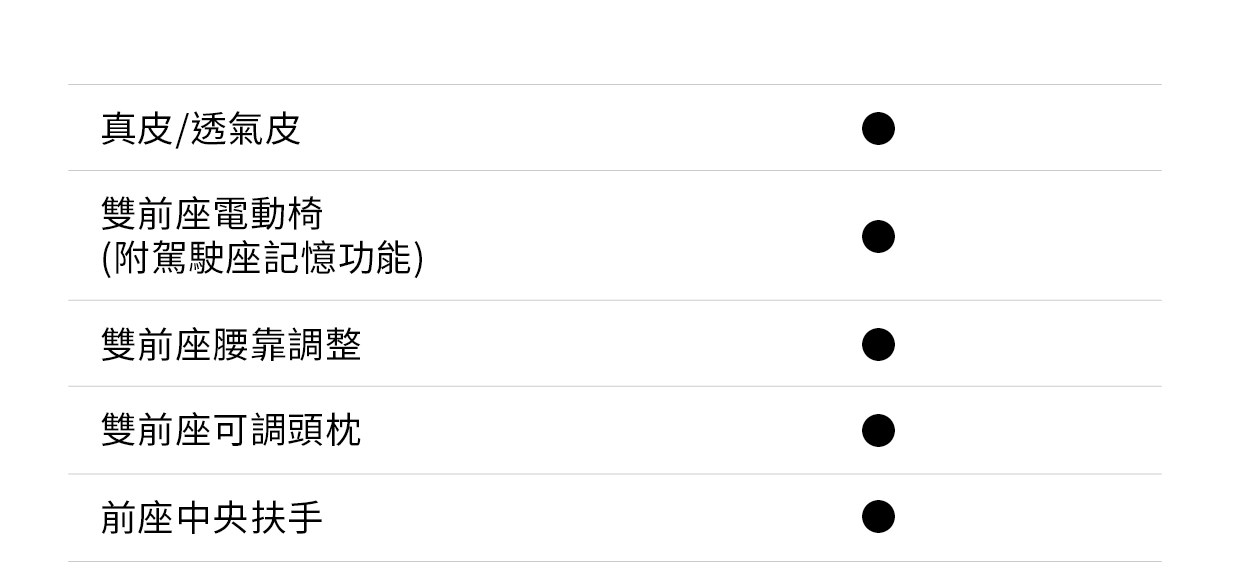 真皮/透氣皮 ●
雙前座電動椅
(附駕駛座記憶功能) ●
雙前座腰靠調整 ●
雙前座可調頭枕 ●
前座中央扶手 ●